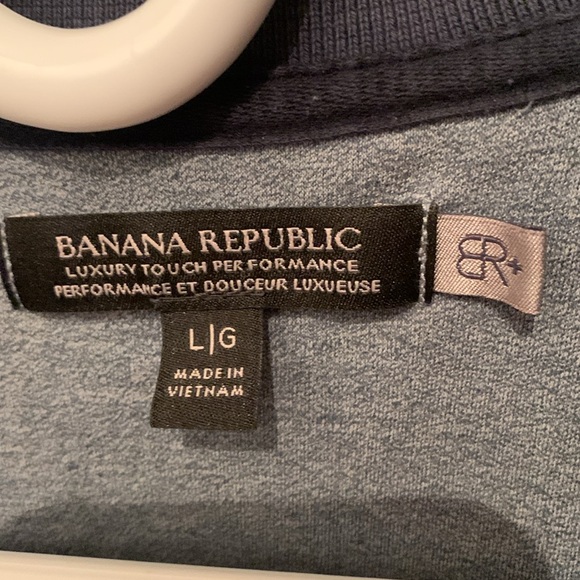 BANANA REPUBLIC
LUXURY TOUCH PERFORMANCE
PERFORMANCE ET DOUCEUR LUXUEUSE
BR+
L|G
MADE IN
VIETNAM